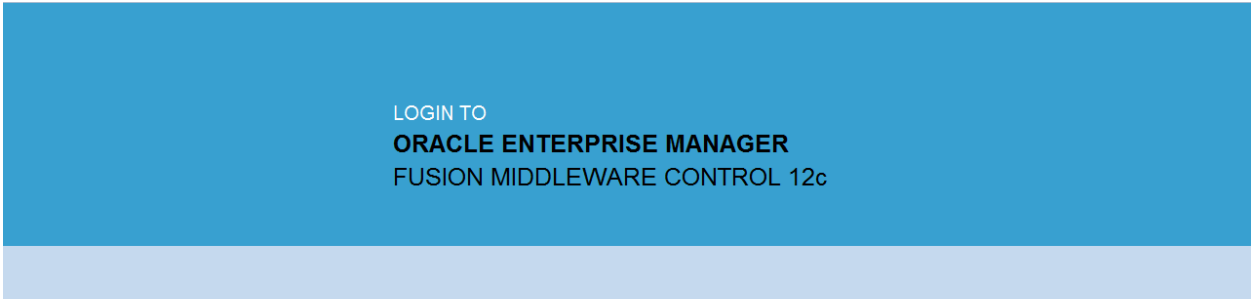 LOGIN TO
ORACLE ENTERPRISE MANAGER
FUSION MIDDLEWARE CONTROL 12c